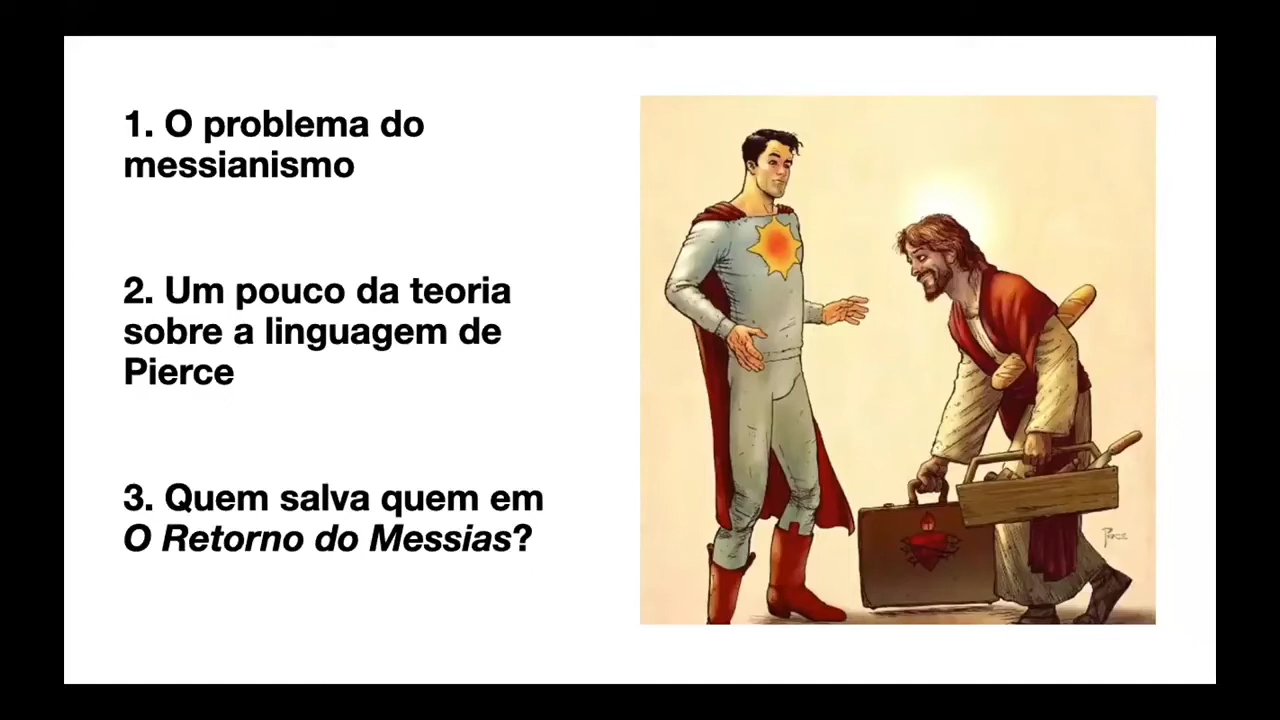 1. O problema do
messianismo
2. Um pouco da teoria
sobre a linguagem de
Pierce
3. Quem salva quem em
O Retorno do Messias?